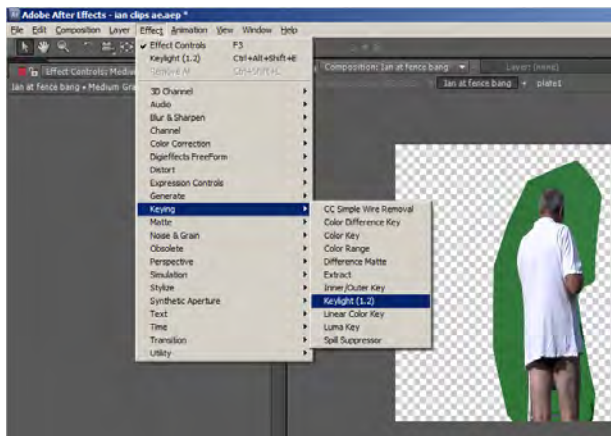 Adobe After Effects - ian clips ae.aep *
File Edit Composition Layer Effect Animation View Window Help
Effect Controls F3
Keylight (1.2) Ctrl+Alt+Shift+E
Remove All Ctrl+Shift+E
3D Channel
Audio
Blur & Sharpen
Channel
Color Correction
Digieffects FreeForm
Distort
Expression Controls
Generate
Keying
Matte
Noise & Grain
Obsolete
Perspective
Simulation
Stylize
Synthetic Aperture
Text
Time
Transition
Utility
CC Simple Wire Removal
Color Difference Key
Color Key
Color Range
Difference Matte
Extract
Inner/Outer Key
Keylight (1.2)
Linear Color Key
Luma Key
Spill Suppressor
Effect Controls: Medium
Ian at fence bang • Medium Gra
Composition: Ian at fence bang
Layer: (none)
Ian at fence bang
plate1